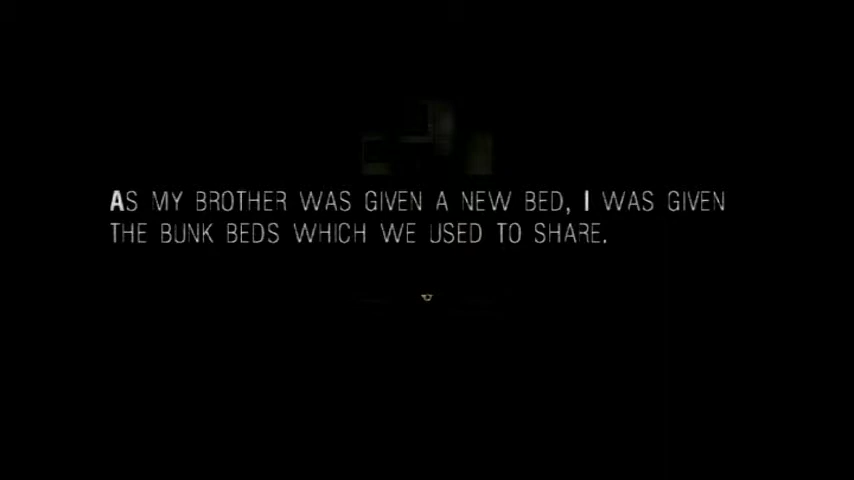 AS MY BROTHER WAS GIVEN A NEW BED, I WAS GIVEN
THE BUNK BEDS WHICH WE USED TO SHARE.